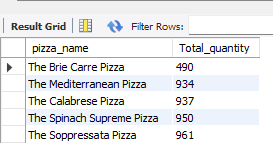 Result Grid Filter Rows:
pizza_name Total_quantity
The Brie Carre Pizza 490
The Mediterranean Pizza 934
The Calabrese Pizza 937
The Spinach Supreme Pizza 950
The Soppressata Pizza 961